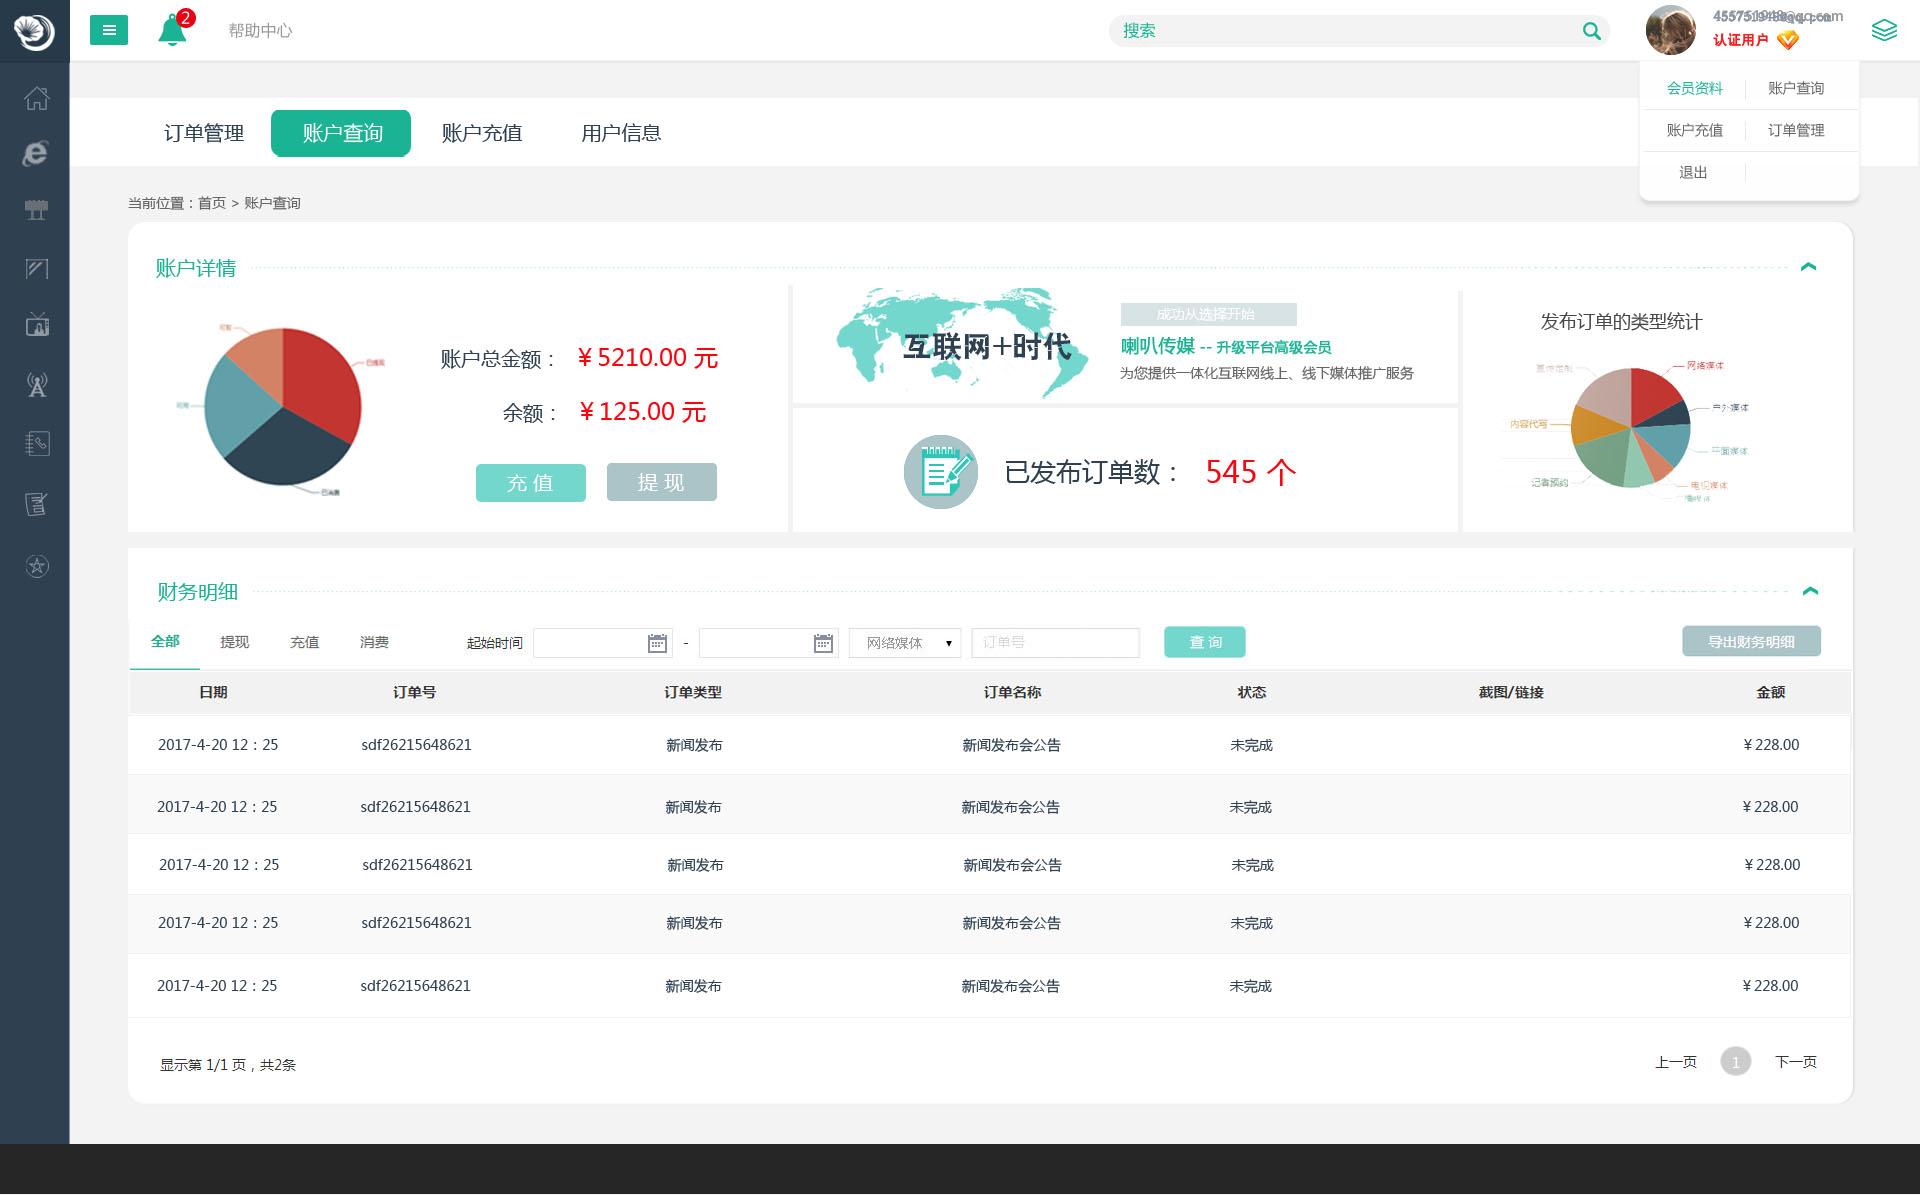 2
帮助中心
搜索
认证用户
会员资料 账户查询
账户充值 订单管理
退出
订单管理 账户查询 账户充值 用户信息
当前位置：首页 > 账户查询
账户详情
账户总金额： ¥ 5210.00 元
余额： ¥ 125.00 元
充 值 提 现
已消费
互联网+时代
成功从选择开始
喇叭传媒 -- 升级平台高级会员
为您提供一体化互联网线上、线下媒体推广服务
已发布订单数： 545 个
发布订单的类型统计
网络媒体
户外媒体
平面媒体
电视媒体
记者预约
内容代写
财务明细
全部 提现 充值 消费 起始时间 - 网络媒体 ▼ 订单号 查 询 导出财务明细
日期 订单号 订单类型 订单名称 状态 截图/链接 金额
2017-4-20 12：25 sdf26215648621 新闻发布 新闻发布会公告 未完成 ¥ 228.00
2017-4-20 12：25 sdf26215648621 新闻发布 新闻发布会公告 未完成 ¥ 228.00
2017-4-20 12：25 sdf26215648621 新闻发布 新闻发布会公告 未完成 ¥ 228.00
2017-4-20 12：25 sdf26215648621 新闻发布 新闻发布会公告 未完成 ¥ 228.00
2017-4-20 12：25 sdf26215648621 新闻发布 新闻发布会公告 未完成 ¥ 228.00
显示第 1/1 页，共2条
上一页 1 下一页